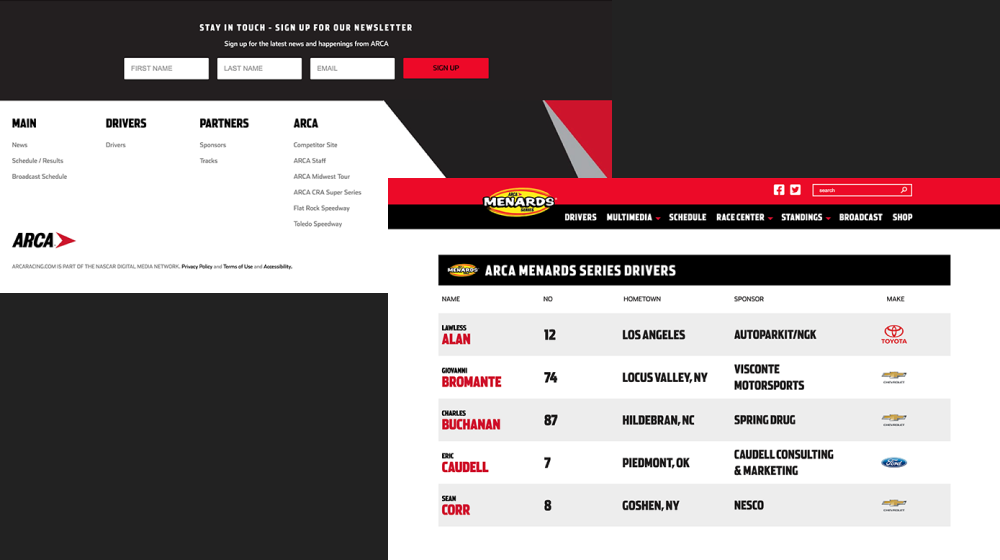 STAY IN TOUCH - SIGN UP FOR OUR NEWSLETTER
Sign up for the latest news and happenings from ARCA
FIRST NAME LAST NAME EMAIL SIGN UP
MAIN DRIVERS PARTNERS ARCA
News Drivers Sponsors Competitor Site
Schedule / Results Tracks ARCA Staff
Broadcast Schedule ARCA Midwest Tour
ARCA CRA Super Series
Flat Rock Speedway
Toledo Speedway
ARCA
ARCARACING.COM IS PART OF THE NASCAR DIGITAL MEDIA NETWORK. Privacy Policy and Terms of Use and Accessibility.
search
ARCA
MENARDS
SERIES
DRIVERS MULTIMEDIA SCHEDULE RACE CENTER STANDINGS BROADCAST SHOP
MENARDS ARCA MENARDS SERIES DRIVERS
NAME NO HOMETOWN SPONSOR MAKE
LAWLESS
ALAN 12 LOS ANGELES AUTOPARKIT/NGK TOYOTA
GIOVANNI
BROMANTE 74 LOCUS VALLEY, NY VISCONTE
MOTORSPORTS CHEVROLET
CHARLES
BUCHANAN 87 HILDEBRAN, NC SPRING DRUG CHEVROLET
ERIC
CAUDELL 7 PIEDMONT, OK CAUDELL CONSULTING
& MARKETING Ford
SEAN
CORR 8 GOSHEN, NY NESCO CHEVROLET